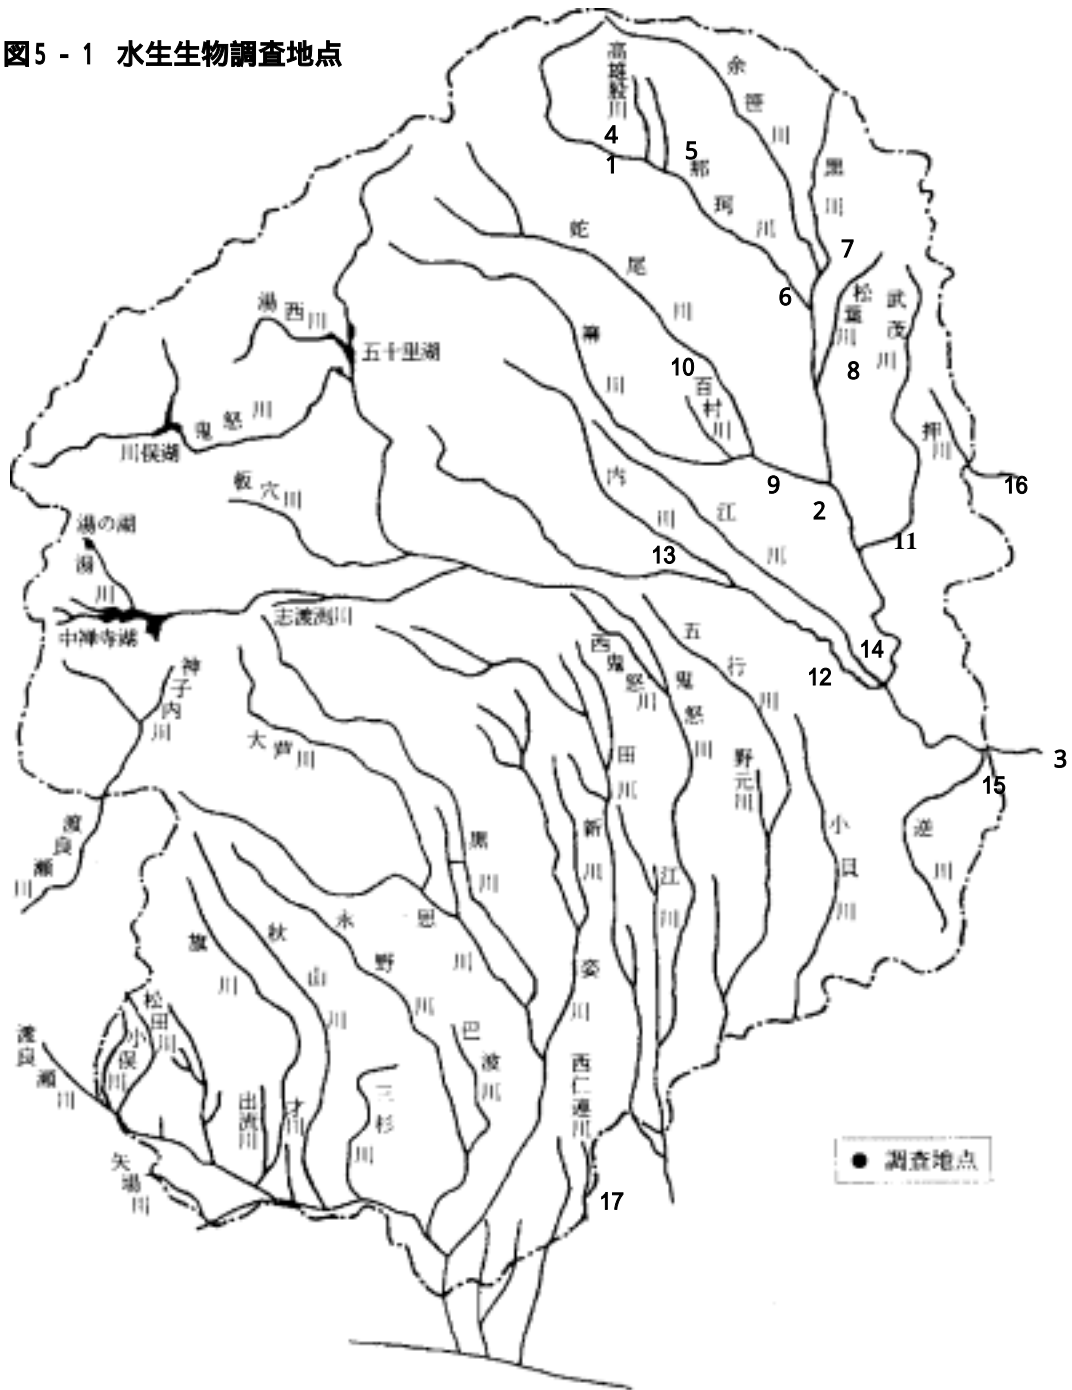 図5-1 水生生物調査地点
高雄股川
余笹川
4
1
5
那珂川
黒川
7
6
蛇尾川
松葉川
武茂川
湯西川
五十里湖
箒川
10
百村川
8
押川
鬼怒川
川俣湖
板穴川
内川
江川
9
2
16
11
湯の湖
湯川
13
志渡渕川
中禅寺湖
14
12
神子内川
西鬼怒川
五行川
鬼怒川
大芦川
田川
野元川
3
15
渡良瀬川
黒川
新川
江川
小貝川
逆川
思川
永野川
秋山川
旗川
姿川
松田川
小俣川
渡良瀬川
巴波川
西仁連川
出流川
才川
三杉川
矢場川
17
● 調査地点